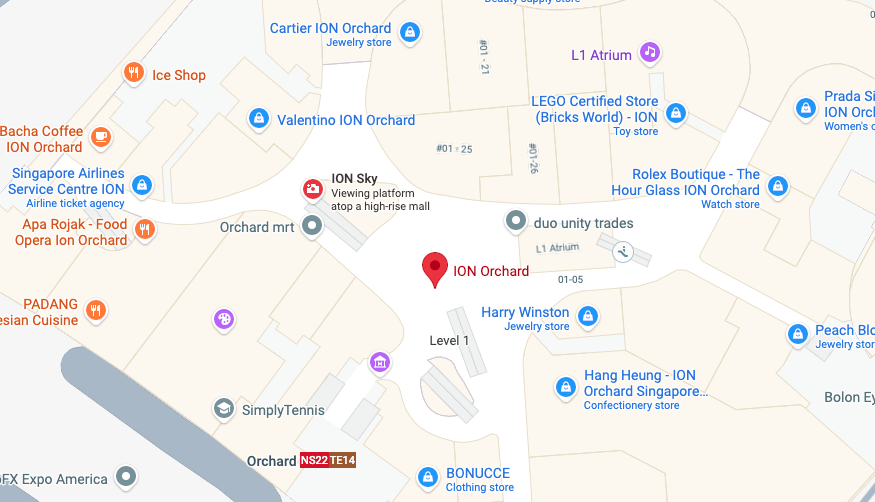 Beauty supply store
Cartier ION Orchard
Jewelry store
#01 - 21
L1 Atrium
Ice Shop
LEGO Certified Store
(Bricks World) - ION
Toy store
Prada Si
ION Orch
Women's c
Valentino ION Orchard
Bacha Coffee
ION Orchard
#01 - 25
#01-26
Singapore Airlines
Service Centre ION
Airline ticket agency
ION Sky
Viewing platform
atop a high-rise mall
Rolex Boutique - The
Hour Glass ION Orchard
Watch store
Apa Rojak - Food
Opera Ion Orchard
Orchard mrt
duo unity trades
L1 Atrium
ION Orchard
01-05
PADANG
esian Cuisine
Harry Winston
Jewelry store
Level 1
Peach Blo
Jewelry stor
Hang Heung - ION
Orchard Singapore...
Confectionery store
Bolon Ey
SimplyTennis
Orchard NS22 TE14
GFX Expo America
BONUCCE
Clothing store